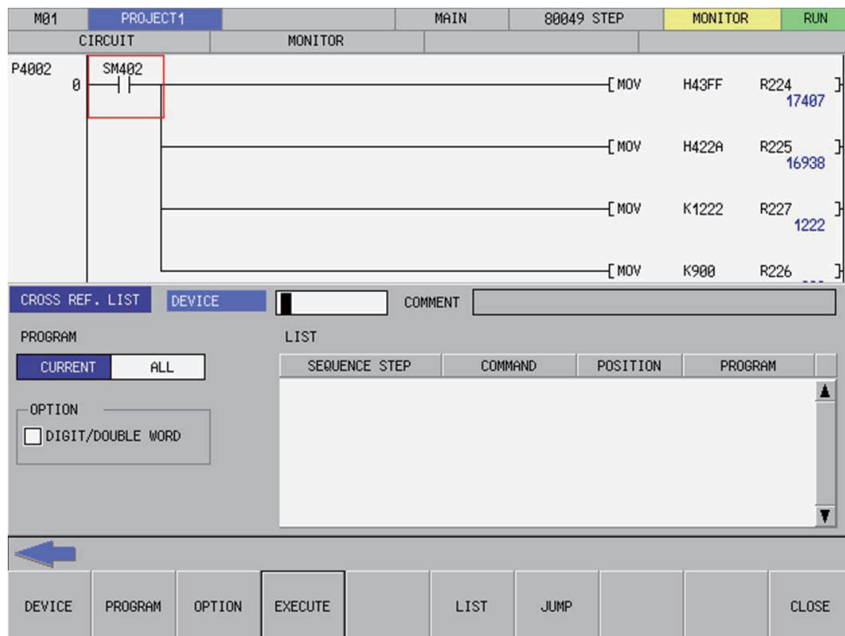 M01 PROJECT1 MAIN 80049 STEP MONITOR RUN
CIRCUIT MONITOR
P4002 SM402
0 MOV H43FF R224
17407
MOV H422A R225
16938
MOV K1222 R227
1222
MOV K900 R226
CROSS REF. LIST DEVICE COMMENT
PROGRAM LIST
CURRENT ALL SEQUENCE STEP COMMAND POSITION PROGRAM
OPTION
DIGIT/DOUBLE WORD
DEVICE PROGRAM OPTION EXECUTE LIST JUMP CLOSE